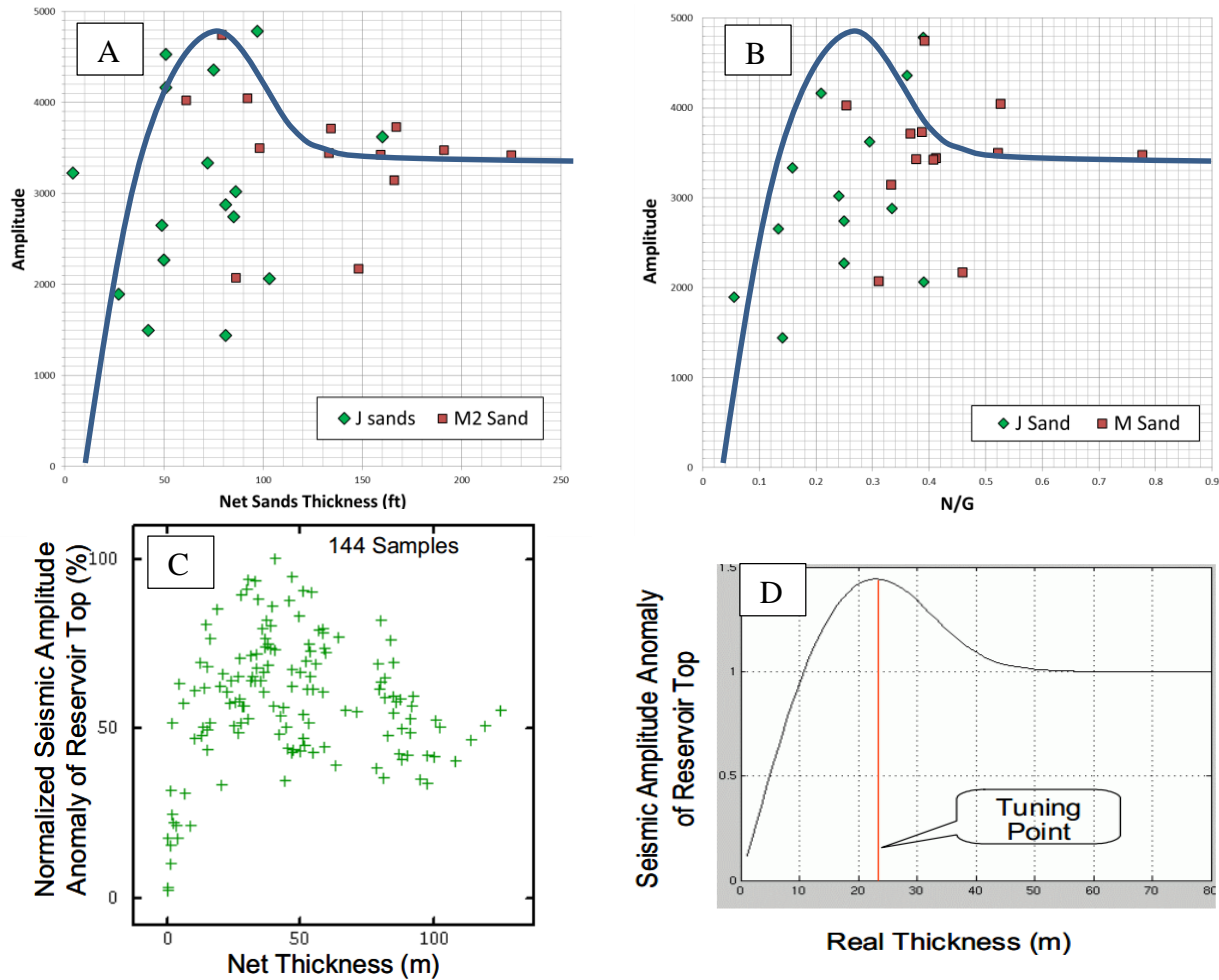 A
5000
4000
3000
2000
1000
0
Amplitude
0 50 100 150 200 250
Net Sands Thickness (ft)
J sands M2 Sand
B
5000
4000
3000
2000
1000
0
Amplitude
0 0.1 0.2 0.3 0.4 0.5 0.6 0.7 0.8 0.9
N/G
J Sand M Sand
C
144 Samples
100
50
0
Normalized Seismic Amplitude
Anomaly of Reservoir Top (%)
0 50 100
Net Thickness (m)
D
1.5
1
0.5
0
Seismic Amplitude Anomaly
of Reservoir Top
Tuning
Point
0 10 20 30 40 50 60 70 80
Real Thickness (m)